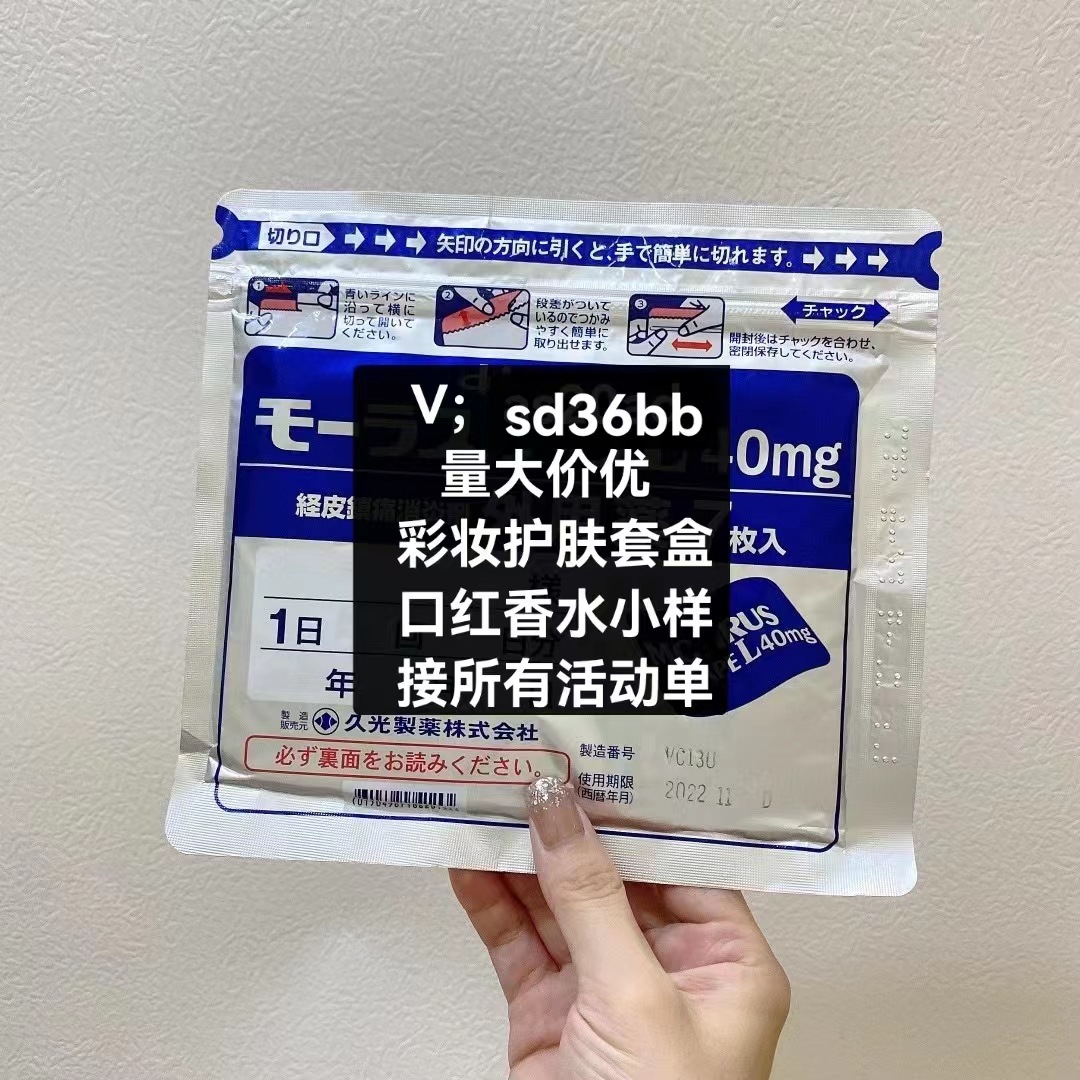 切り口
矢印の方向に引くと、手で簡単に切れます。
1
青いラインに
沿って横に
切って開いて
ください。
2
段差がついて
いるのでつかみ
やすく簡単に
取り出せます。
3
チャック
開封後はチャックを合わせ、
密閉保存してください。
V; sd36bb
量大价优
彩妆护肤套盒
口红香水小样
接所有活动单
モーラ
40mg
経皮鎮痛消炎剤
枚入
1日
年
RUS
L40mg
製造
販売元
久光製薬株式会社
必ず裏面をお読みください。
製造番号
VC130
使用期限
(西暦年月)
2022 11 D